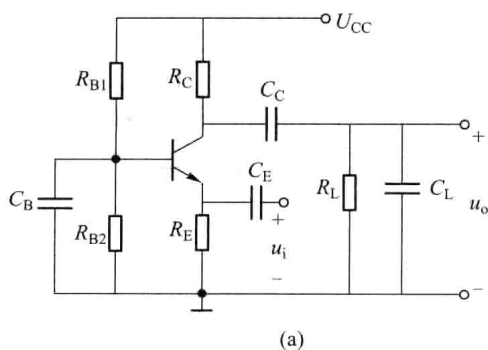 U_CC
R_B1
R_C
C_C
C_E
+
C_B
R_B2
R_E
+
u_i
−
R_L
C_L
u_o
−
(a)